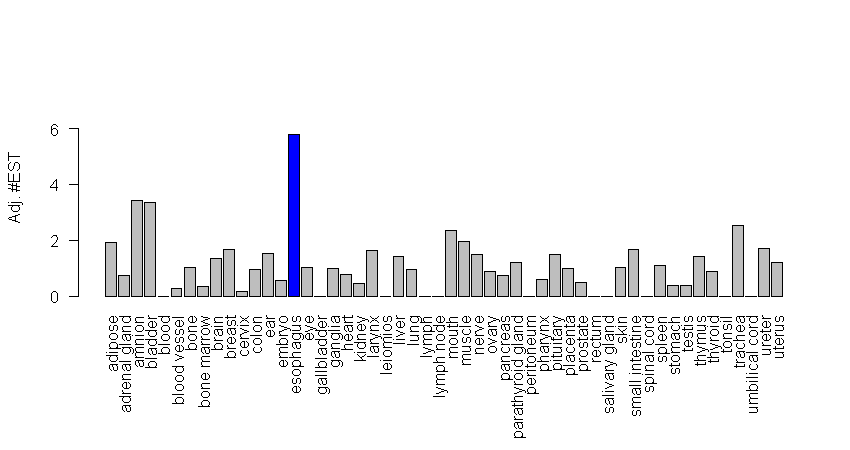 Adj. #EST
6
4
2
0
adipose
adrenal gland
amnion
bladder
blood
blood vessel
bone
bone marrow
brain
breast
cervix
colon
ear
embryo
esophagus
eye
gallbladder
ganglia
heart
kidney
larynx
leiomios
liver
lung
lymph
lymph node
mouth
muscle
nerve
ovary
pancreas
parathyroid gland
peritoneum
pharynx
pituitary
placenta
prostate
rectum
salivary gland
skin
small intestine
spinal cord
spleen
stomach
testis
thymus
thyroid
tonsil
trachea
umbilical cord
ureter
uterus